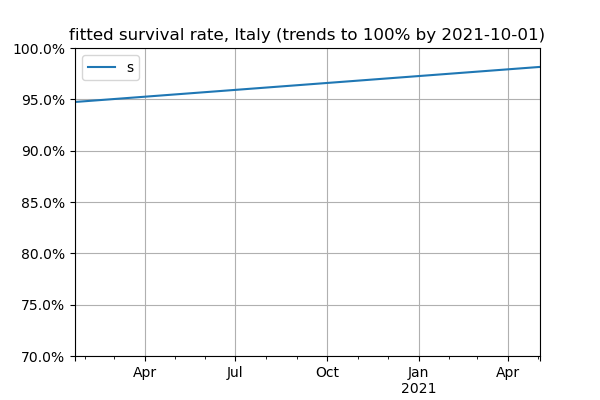 fitted survival rate, Italy (trends to 100% by 2021-10-01)
s
100.0%
95.0%
90.0%
85.0%
80.0%
75.0%
70.0%
Apr
Jul
Oct
Jan
2021
Apr